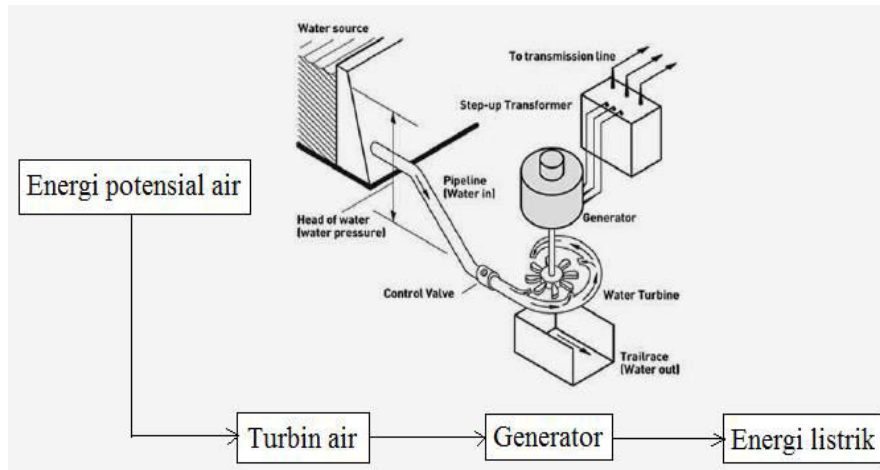 Water source
To transmission line
Step-up Transformer
Energi potensial air
Pipeline
(Water in)
Generator
Head of water
(water pressure)
Control Valve
Water Turbine
Trailrace
(Water out)
Turbin air
Generator
Energi listrik